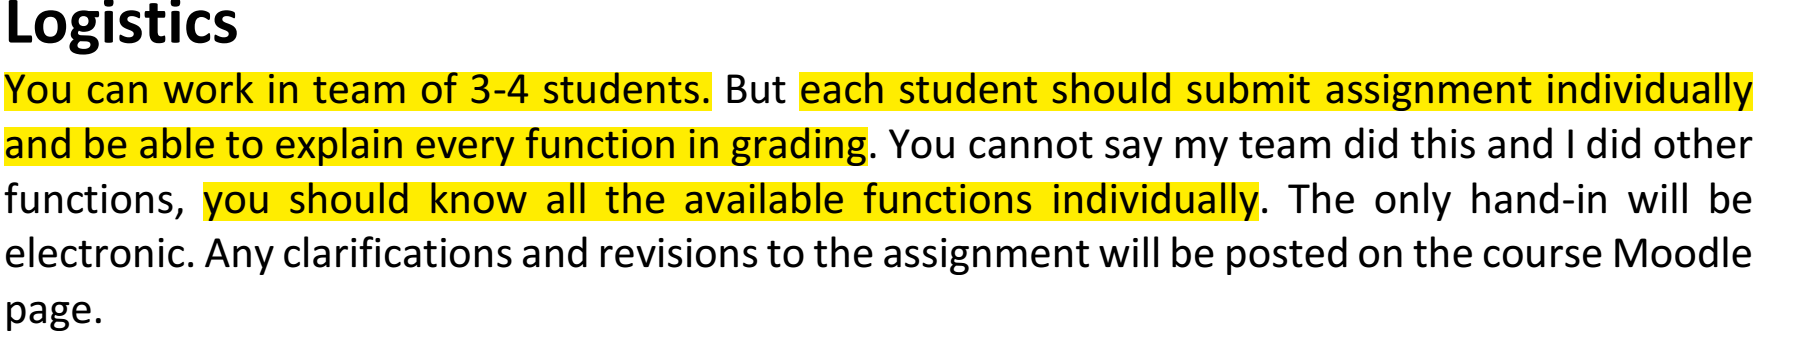 Logistics
You can work in team of 3-4 students. But each student should submit assignment individually
and be able to explain every function in grading. You cannot say my team did this and I did other
functions, you should know all the available functions individually. The only hand-in will be
electronic. Any clarifications and revisions to the assignment will be posted on the course Moodle
page.